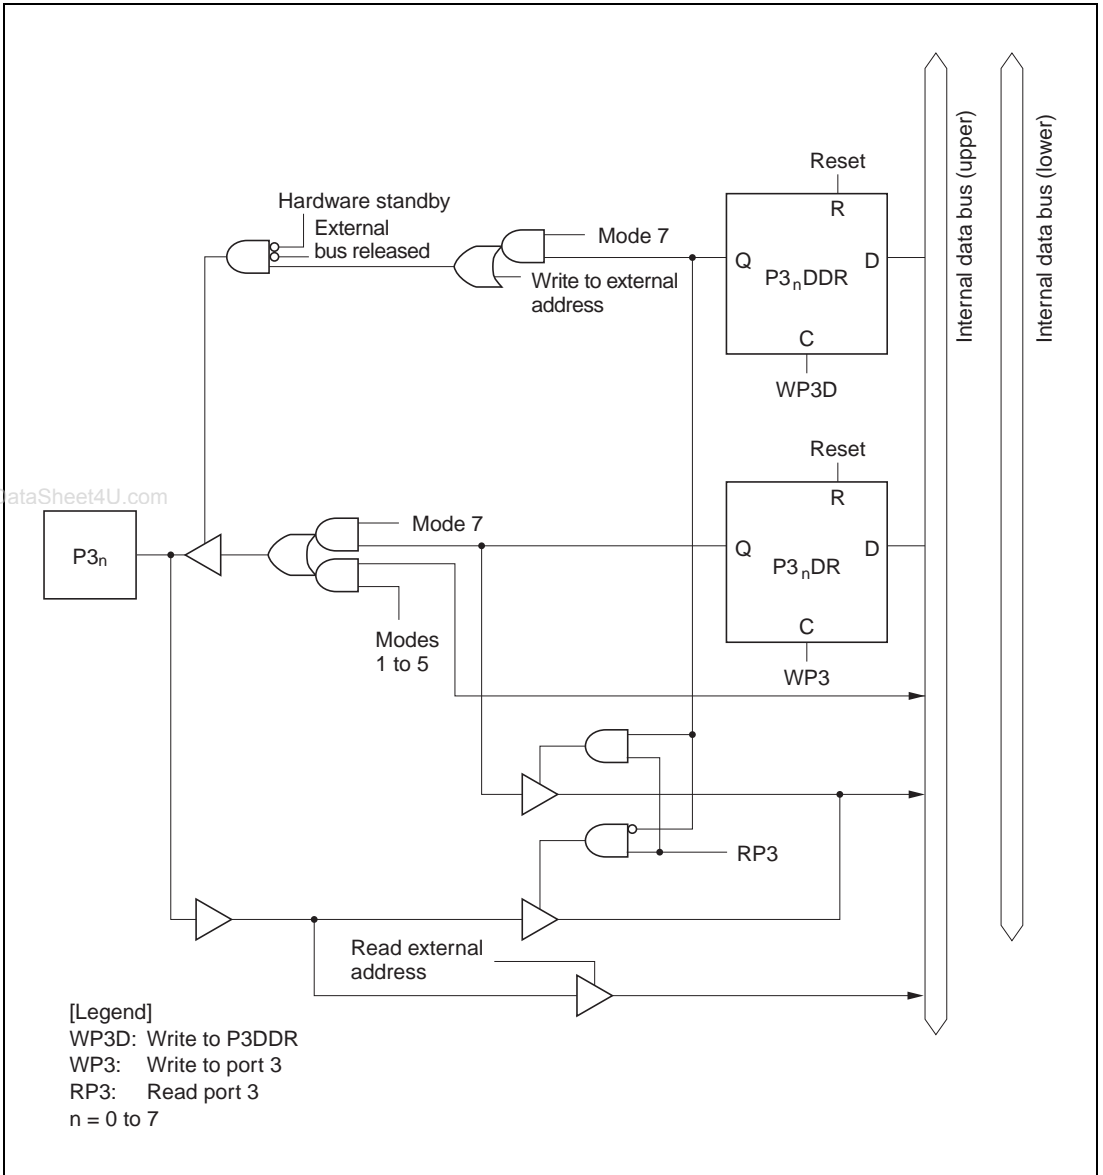 Reset
R
Hardware standby
External
bus released
Mode 7
Write to external
address
Q
P3nDDR
D
C
WP3D
Internal data bus (upper)
Internal data bus (lower)
Reset
R
DataSheet4U.com
Mode 7
P3n
Q
P3nDR
D
C
WP3
Modes
1 to 5
RP3
Read external
address
[Legend]
WP3D: Write to P3DDR
WP3: Write to port 3
RP3: Read port 3
n = 0 to 7